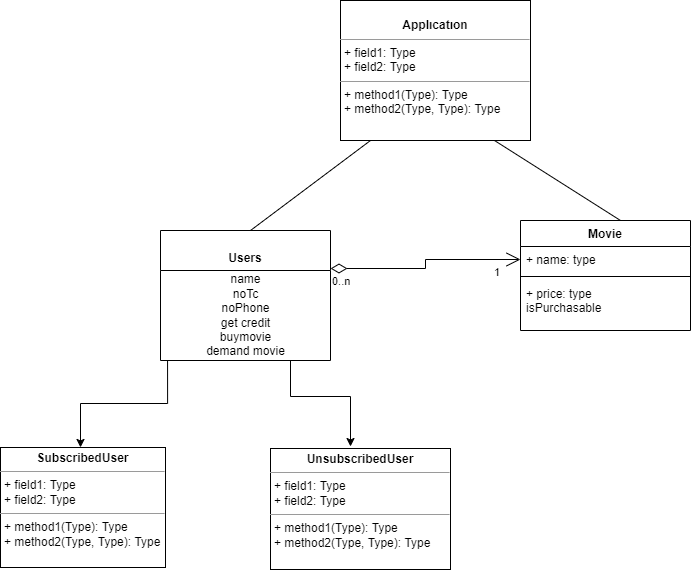 Application
+ field1: Type
+ field2: Type
+ method1(Type): Type
+ method2(Type, Type): Type
Users
name
noTc
noPhone
get credit
buymovie
demand movie
0..n
1
Movie
+ name: type
+ price: type
isPurchasable
SubscribedUser
+ field1: Type
+ field2: Type
+ method1(Type): Type
+ method2(Type, Type): Type
UnsubscribedUser
+ field1: Type
+ field2: Type
+ method1(Type): Type
+ method2(Type, Type): Type